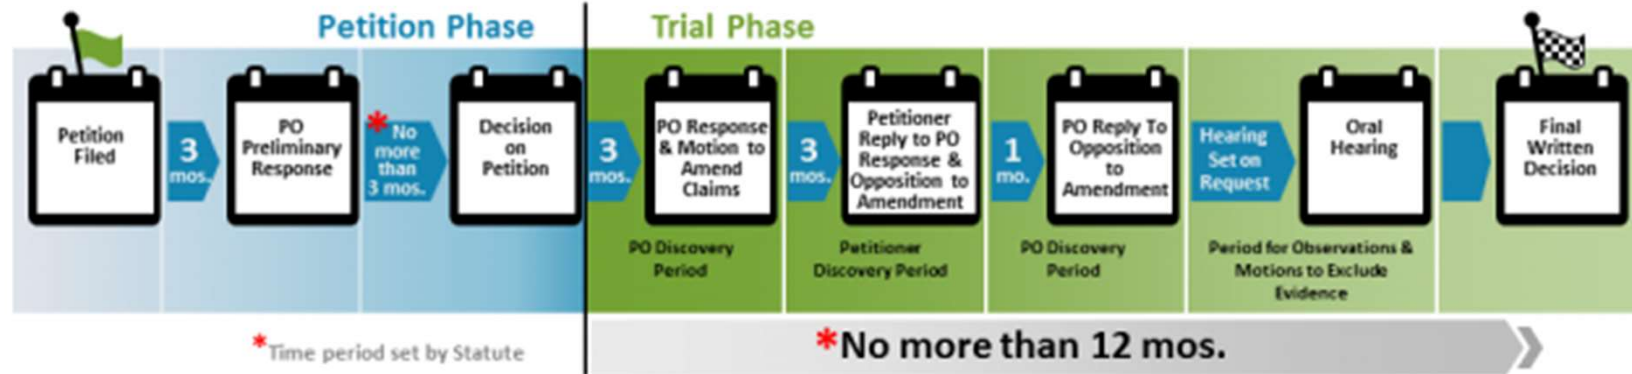 Petition Phase
Trial Phase
Petition
Filed
3
mos.
PO
Preliminary
Response
*No
more
than
3 mos.
Decision
on
Petition
3
mos.
PO Response
& Motion to
Amend
Claims
PO Discovery
Period
3
mos.
Petitioner
Reply to PO
Response &
Opposition to
Amendment
Petitioner
Discovery Period
1
mo.
PO Reply To
Opposition
to
Amendment
PO Discovery
Period
Hearing
Set on
Request
Oral
Hearing
Period for Observations &
Motions to Exclude
Evidence
Final
Written
Decision
*Time period set by Statute
*No more than 12 mos.